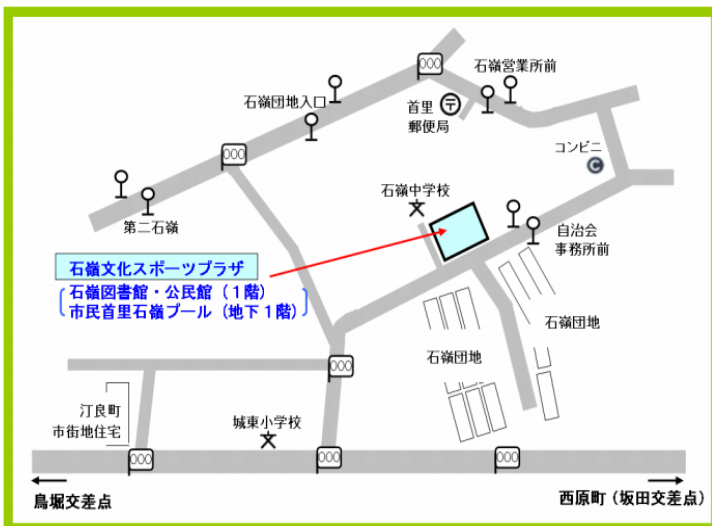 石嶺営業所前
石嶺団地入口
首里
郵便局
コンビニ
C
石嶺中学校
第二石嶺
自治会
事務所前
石嶺文化スポーツプラザ
石嶺図書館・公民館（１階）
市民首里石嶺プール（地下１階）
石嶺団地
石嶺団地
汀良町
市街地住宅
城東小学校
鳥堀交差点
西原町（坂田交差点）